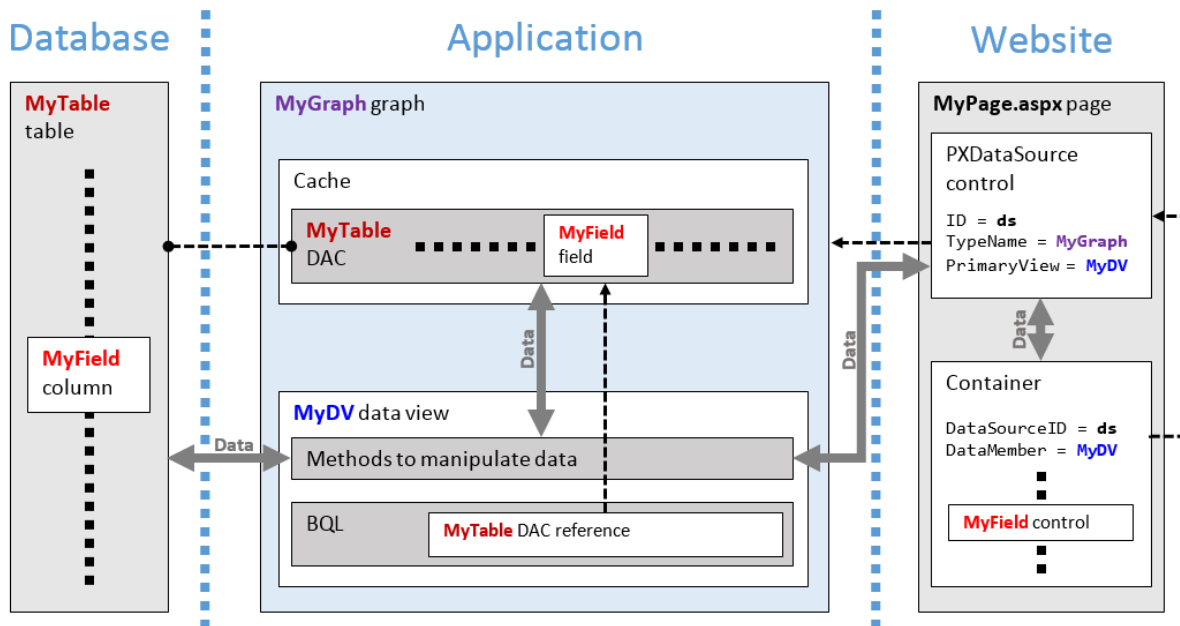 Database
Application
Website
MyTable
table
MyField
column
Data
MyGraph graph
Cache
MyTable
DAC
MyField
field
Data
MyDV data view
Methods to manipulate data
BQL
MyTable DAC reference
Data
MyPage.aspx page
PXDataSource
control
ID = ds
TypeName = MyGraph
PrimaryView = MyDV
Data
Container
DataSourceID = ds
DataMember = MyDV
MyField control